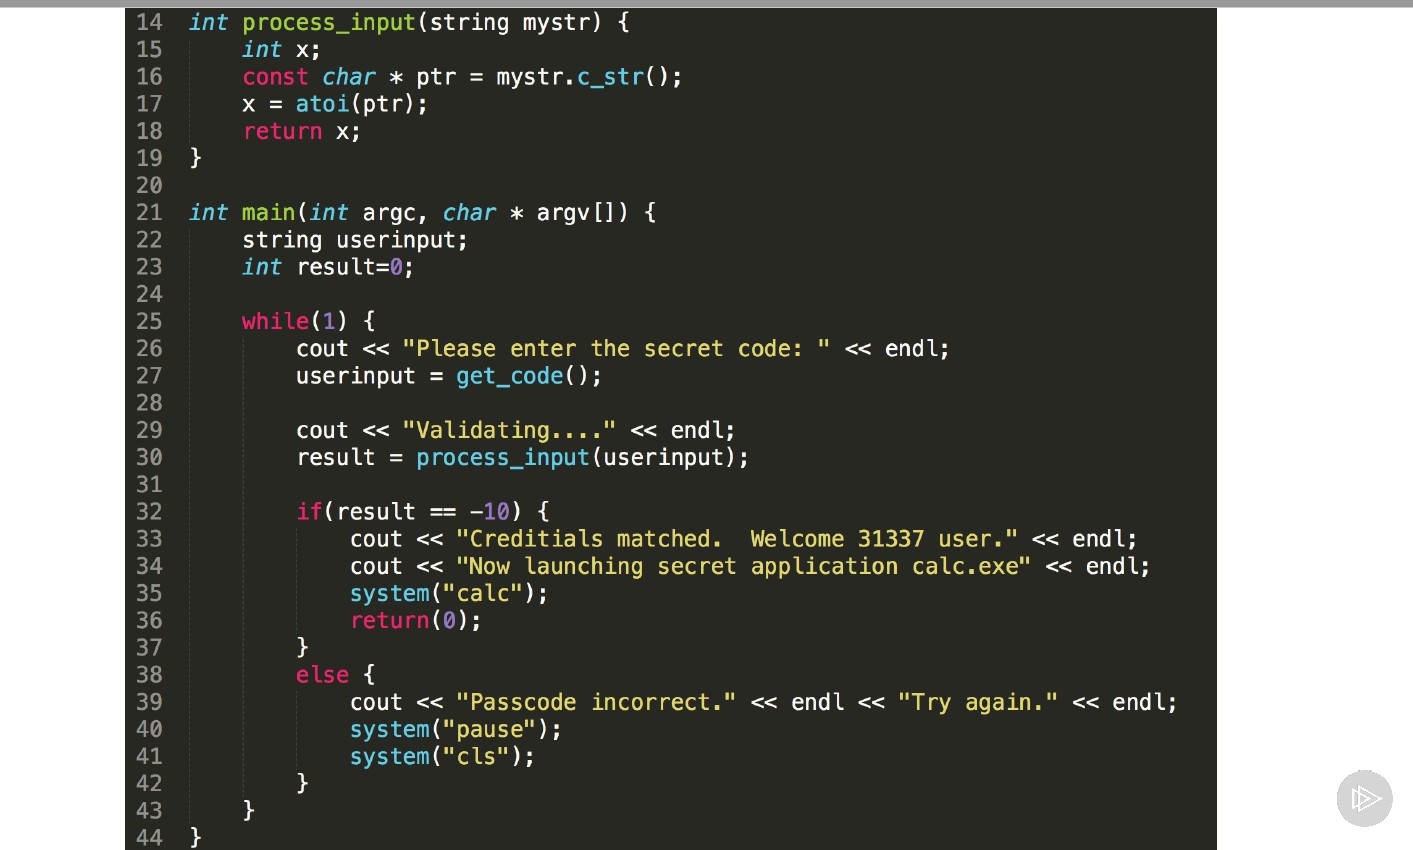 14 int process_input(string mystr) {
15     int x;
16     const char * ptr = mystr.c_str();
17     x = atoi(ptr);
18     return x;
19 }
20
21 int main(int argc, char * argv[]) {
22     string userinput;
23     int result=0;
24
25     while(1) {
26         cout << "Please enter the secret code: " << endl;
27         userinput = get_code();
28
29         cout << "Validating...." << endl;
30         result = process_input(userinput);
31
32         if(result == -10) {
33             cout << "Creditials matched.  Welcome 31337 user." << endl;
34             cout << "Now launching secret application calc.exe" << endl;
35             system("calc");
36             return(0);
37         }
38         else {
39             cout << "Passcode incorrect." << endl << "Try again." << endl;
40             system("pause");
41             system("cls");
42         }
43     }
44 }